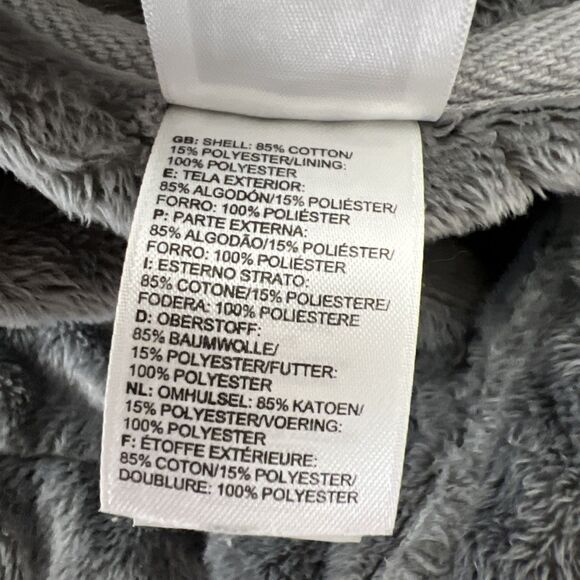 GB: SHELL: 85% COTTON/
15% POLYESTER/LINING:
100% POLYESTER
E: TELA EXTERIOR:
85% ALGODÓN/15% POLIÉSTER/
FORRO: 100% POLIÉSTER
P: PARTE EXTERNA:
85% ALGODÃO/15% POLIÉSTER/
FORRO: 100% POLIÉSTER
I: ESTERNO STRATO:
85% COTONE/15% POLIESTERE/
FODERA: 100% POLIESTERE
D: OBERSTOFF:
85% BAUMWOLLE/
15% POLYESTER/FUTTER:
100% POLYESTER
NL: OMHULSEL: 85% KATOEN/
15% POLYESTER/VOERING:
100% POLYESTER
F: ÉTOFFE EXTÉRIEURE:
85% COTON/15% POLYESTER/
DOUBLURE: 100% POLYESTER